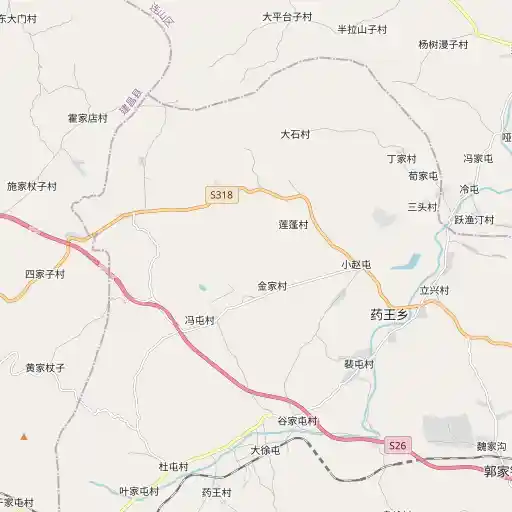 东大门村
连山区
大平台子村
半拉山子村
杨树漫子村
建昌县
霍家店村
大石村
丁家村
冯家屯
荀家屯
冷屯
施家杖子村
S318
三头村
莲蓬村
跃渔汀村
四家子村
小赵屯
金家村
立兴村
药王乡
冯屯村
裴屯村
黄家杖子
谷家屯村
S26
魏家沟
大徐屯
杜屯村
郭家
叶家屯村
药王村
家屯村